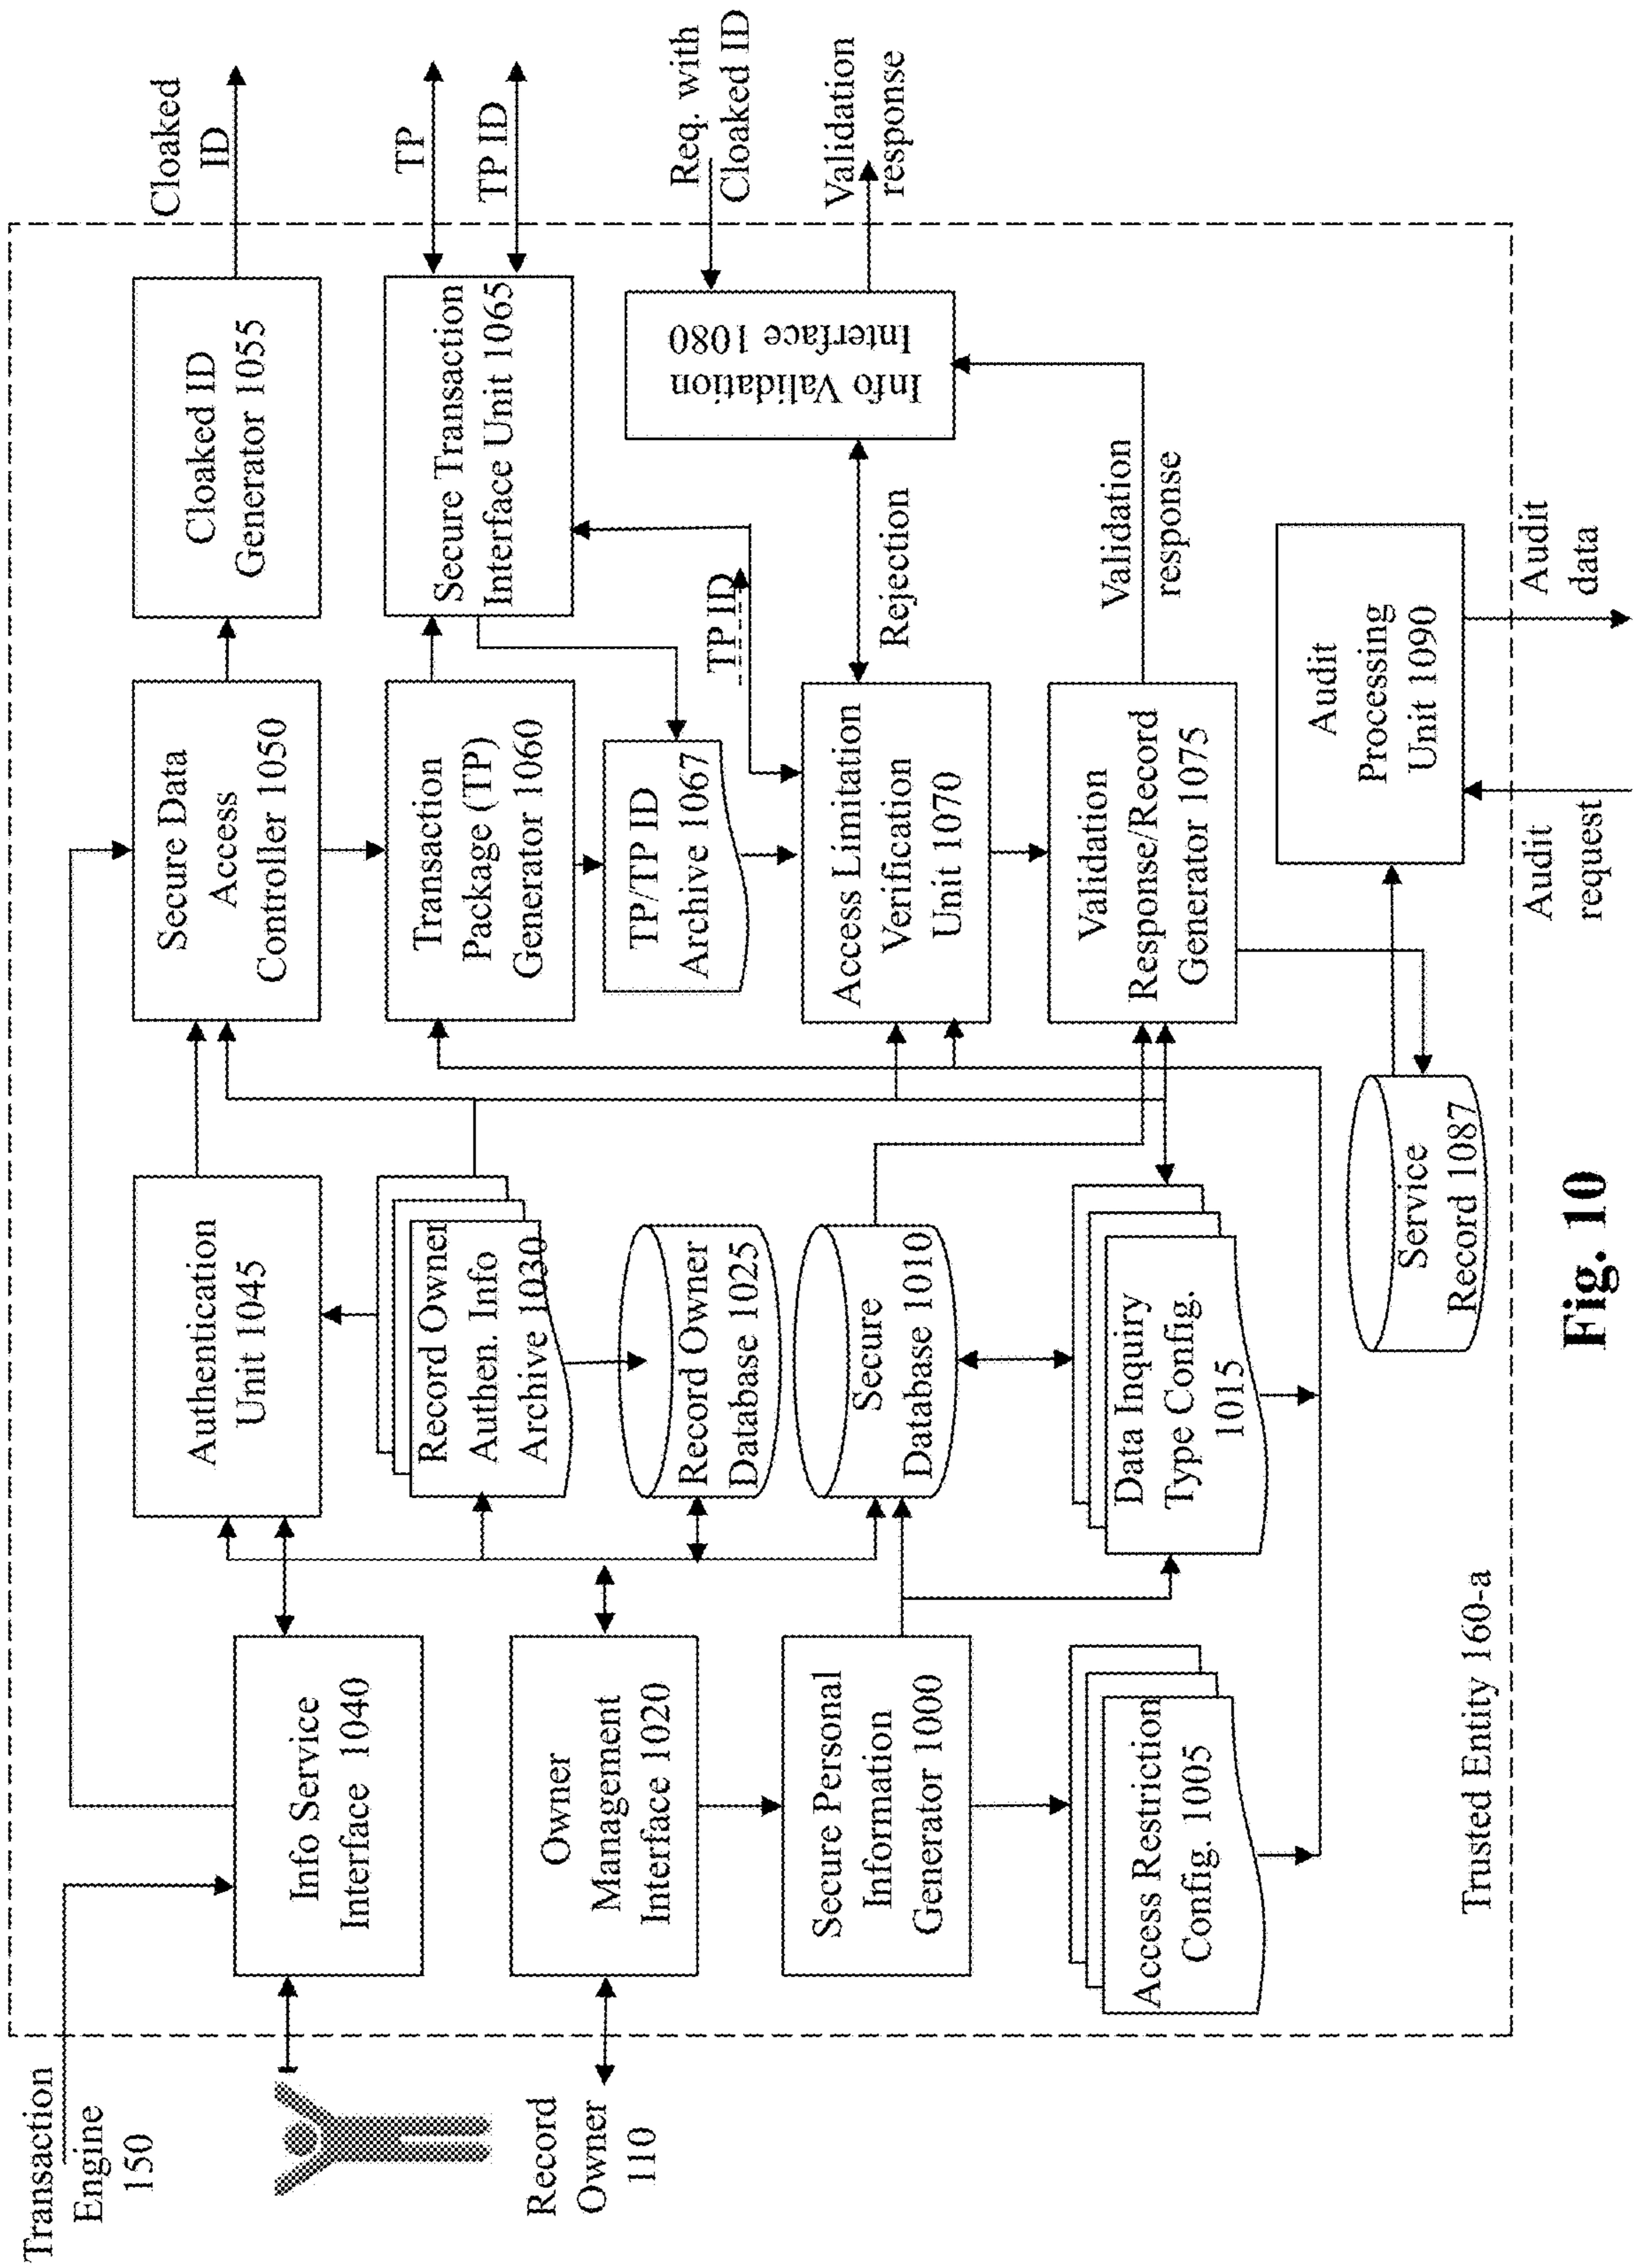 Transaction
Engine
150
Record
Owner
110
Info Service
Interface 1040
Owner
Management
Interface 1020
Secure Personal
Information
Generator 1000
Access Restriction
Config. 1005
Authentication
Unit 1045
Record Owner
Authen. Info
Archive 1030
Record Owner
Database 1025
Secure
Database 1010
Data Inquiry
Type Config.
1015
Secure Data
Access
Controller 1050
Transaction
Package (TP)
Generator 1060
TP/TP ID
Archive 1067
Access Limitation
Verification
Unit 1070
Validation
Response/Record
Generator 1075
Service
Record 1087
Cloaked ID
Generator 1055
Secure Transaction
Interface Unit 1065
TP ID
Info Validation
Interface 1080
Rejection
Validation
response
Audit
Processing
Unit 1090
Cloaked
ID
TP
TP ID
Req. with
Cloaked ID
Validation
response
Audit
request
Audit
data
Trusted Entity 160-a
Fig. 10